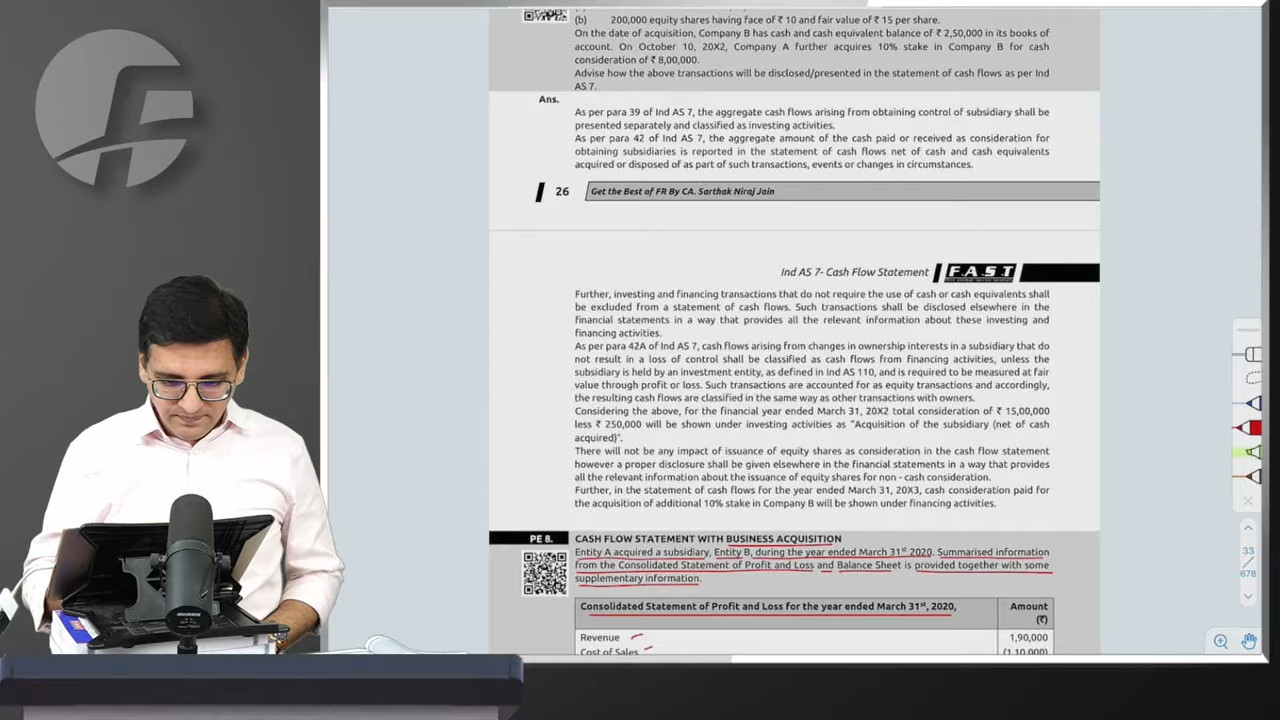 (b) 200,000 equity shares having face of ₹ 10 and fair value of ₹ 15 per share.
On the date of acquisition, Company B has cash and cash equivalent balance of ₹ 2,50,000 in its books of
account. On October 10, 20X2, Company A further acquires 10% stake in Company B for cash
consideration of ₹ 8,00,000.
Advise how the above transactions will be disclosed/presented in the statement of cash flows as per Ind
AS 7.
Ans.
As per para 39 of Ind AS 7, the aggregate cash flows arising from obtaining control of subsidiary shall be
presented separately and classified as investing activities.
As per para 42 of Ind AS 7, the aggregate amount of the cash paid or received as consideration for
obtaining subsidiaries is reported in the statement of cash flows net of cash and cash equivalents
acquired or disposed of as part of such transactions, events or changes in circumstances.
26 Get the Best of FR By CA. Sarthak Niraj Jain
Ind AS 7- Cash Flow Statement F.A.S.T
Further, investing and financing transactions that do not require the use of cash or cash equivalents shall
be excluded from a statement of cash flows. Such transactions shall be disclosed elsewhere in the
financial statements in a way that provides all the relevant information about these investing and
financing activities.
As per para 42A of Ind AS 7, cash flows arising from changes in ownership interests in a subsidiary that do
not result in a loss of control shall be classified as cash flows from financing activities, unless the
subsidiary is held by an investment entity, as defined in Ind AS 110, and is required to be measured at fair
value through profit or loss. Such transactions are accounted for as equity transactions and accordingly,
the resulting cash flows are classified in the same way as other transactions with owners.
Considering the above, for the financial year ended March 31, 20X2 total consideration of ₹ 15,00,000
less ₹ 250,000 will be shown under investing activities as "Acquisition of the subsidiary (net of cash
acquired)".
There will not be any impact of issuance of equity shares as consideration in the cash flow statement
however a proper disclosure shall be given elsewhere in the financial statements in a way that provides
all the relevant information about the issuance of equity shares for non - cash consideration.
Further, in the statement of cash flows for the year ended March 31, 20X3, cash consideration paid for
the acquisition of additional 10% stake in Company B will be shown under financing activities.
PE 8. CASH FLOW STATEMENT WITH BUSINESS ACQUISITION
Entity A acquired a subsidiary, Entity B, during the year ended March 31st 2020. Summarised information
from the Consolidated Statement of Profit and Loss and Balance Sheet is provided together with some
supplementary information.
Consolidated Statement of Profit and Loss for the year ended March 31st, 2020, Amount
(₹)
Revenue 1,90,000
Cost of Sales (1,10,000)
33
678